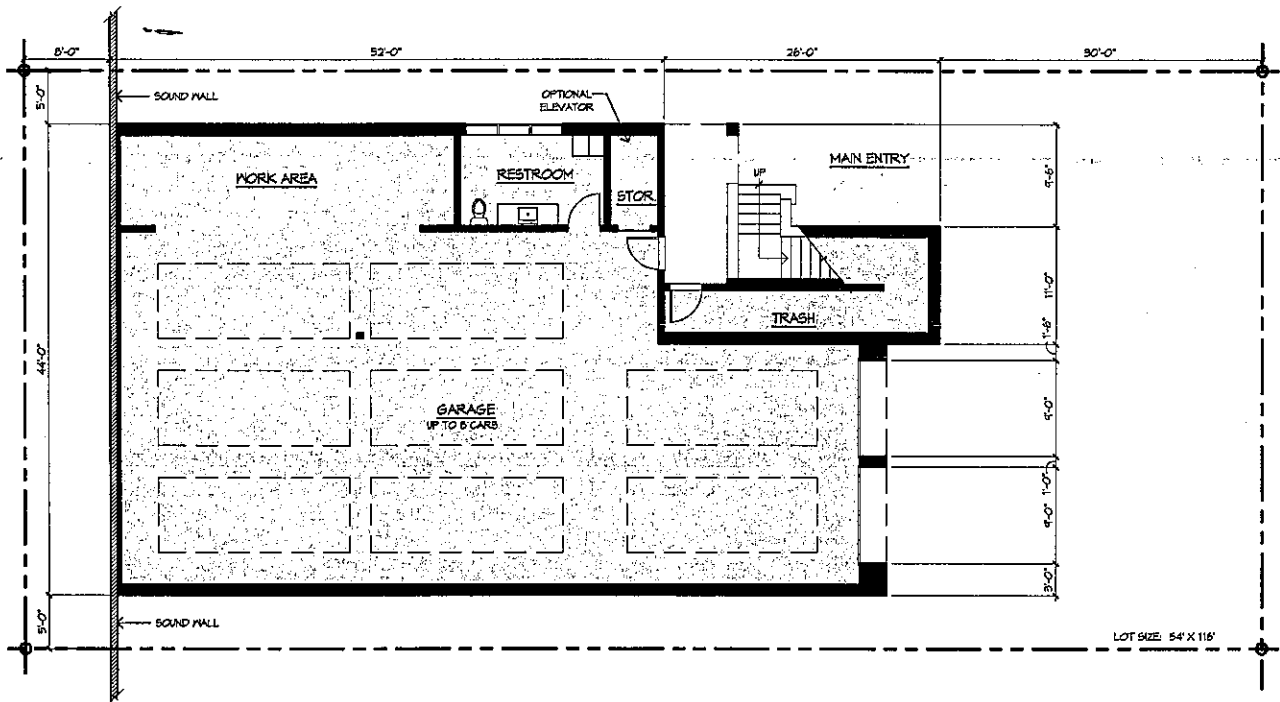 8'-0"
52'-0"
26'-0"
30'-0"
5'-0"
SOUND WALL
OPTIONAL
ELEVATOR
WORK AREA
RESTROOM
STOR.
UP
MAIN ENTRY
9'-6"
11'-0"
TRASH
1'-6"
44'-0"
GARAGE
UP TO 8 CARS
9'-0"
1'-0"
9'-0"
3'-0"
5'-0"
SOUND WALL
LOT SIZE: 54' X 116'